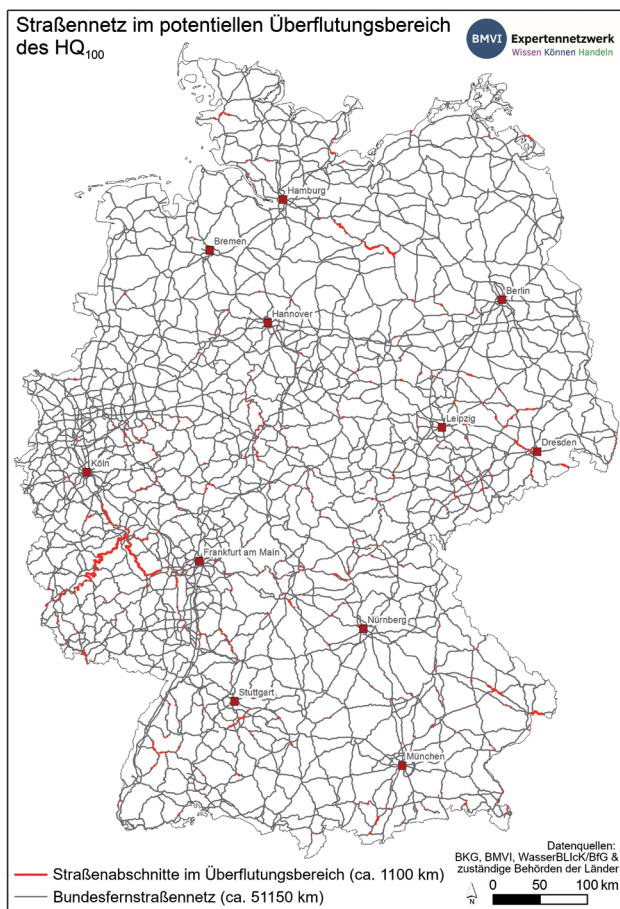 Straßennetz im potentiellen Überflutungsbereich
des HQ100
BMVI Expertennetzwerk
Wissen Können Handeln
Hamburg
Bremen
Berlin
Hannover
Leipzig
Dresden
Köln
Frankfurt am Main
Nürnberg
Stuttgart
München
Datenquellen:
BKG, BMVI, WasserBLIcK/BfG &
zuständige Behörden der Länder
Straßenabschnitte im Überflutungsbereich (ca. 1100 km)
Bundesfernstraßennetz (ca. 51150 km)
N
0 50 100 km